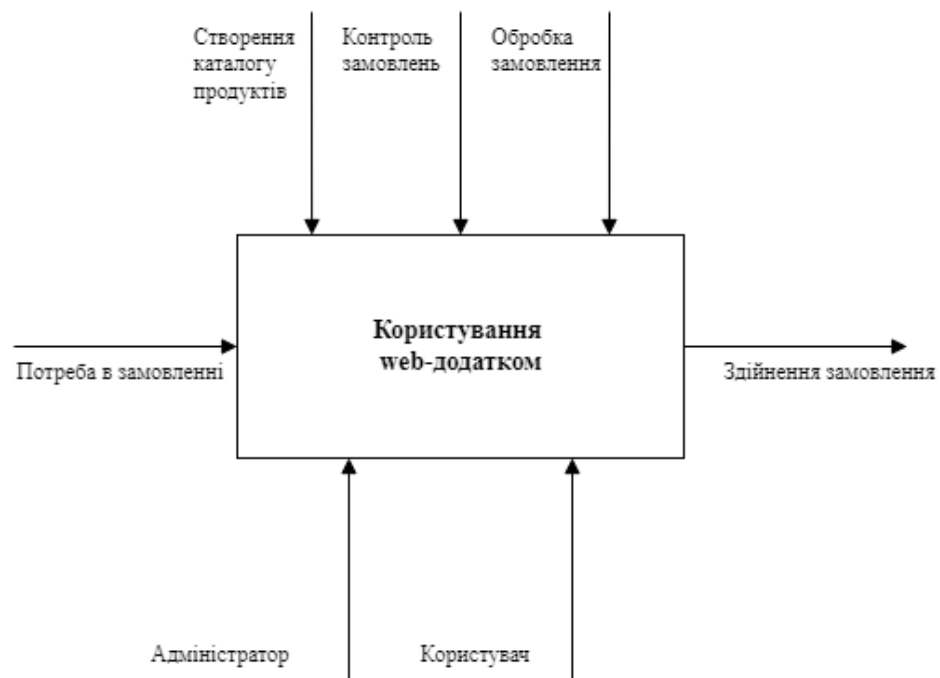 Створення
каталогу
продуктів
Контроль
замовлень
Обробка
замовлення
Користування
web-додатком
Потреба в замовленні
Здійнення замовлення
Адміністратор
Користувач